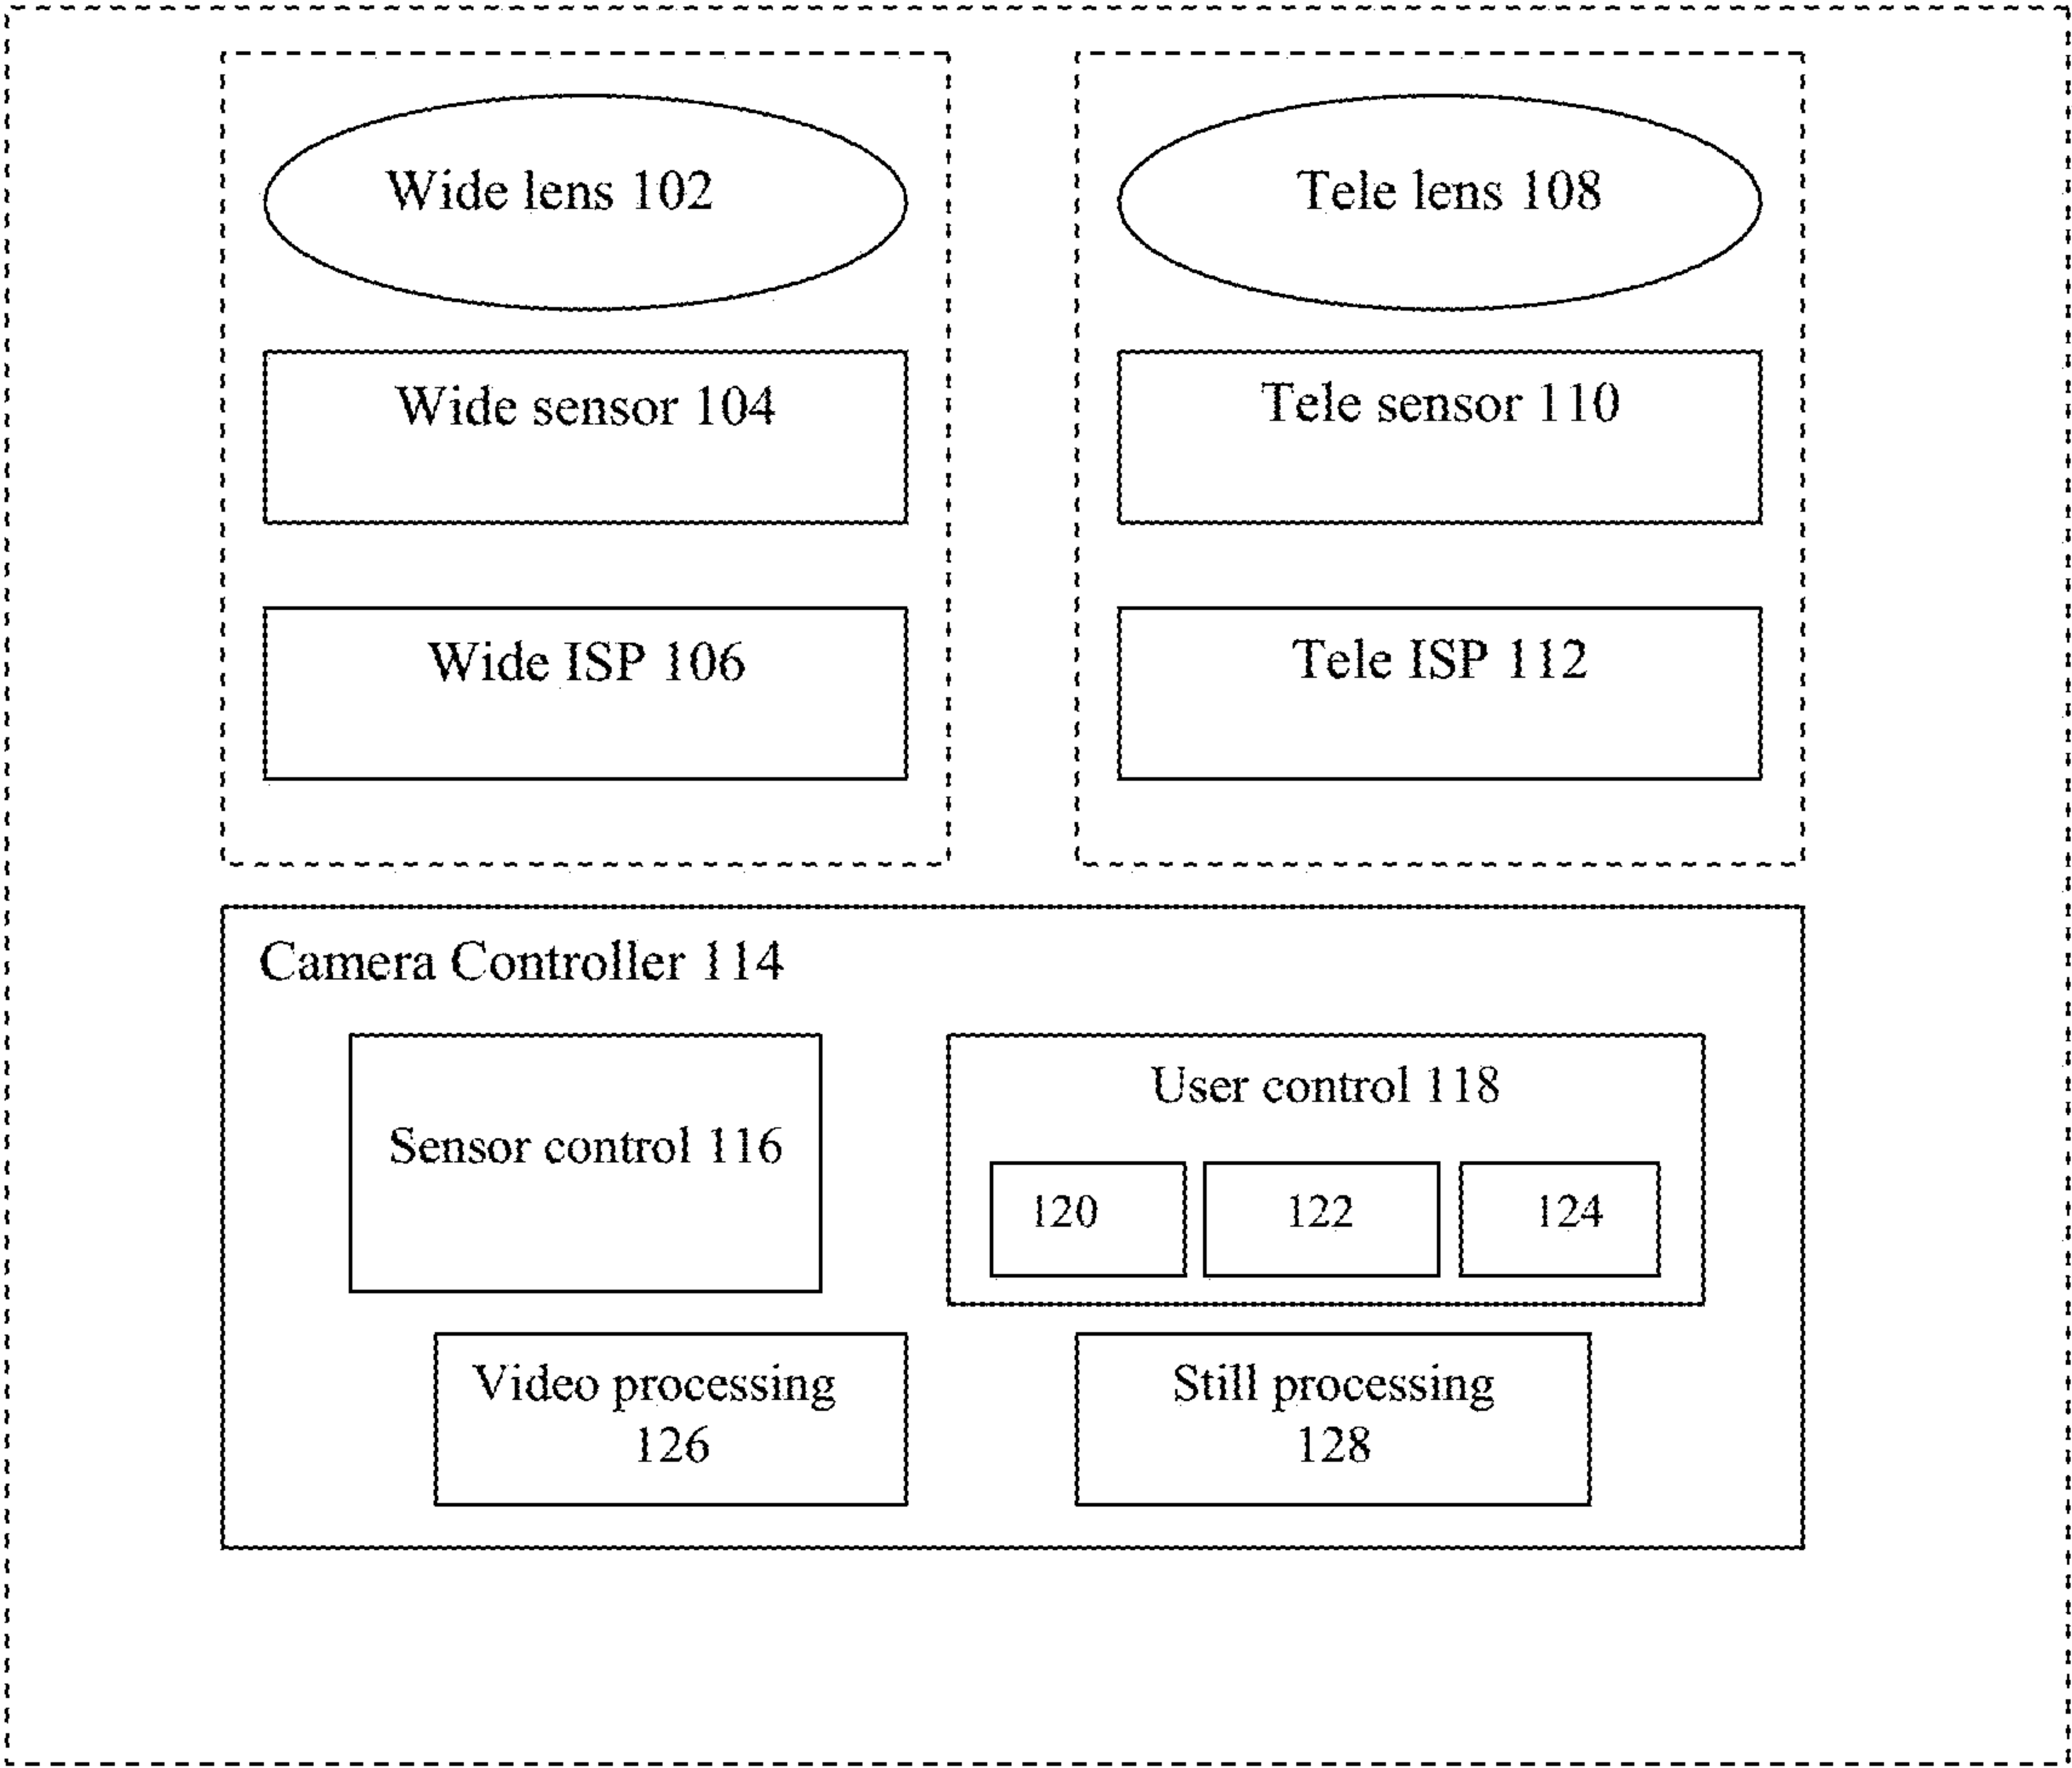 Wide lens 102
Tele lens 108
Wide sensor 104
Tele sensor 110
Wide ISP 106
Tele ISP 112
Camera Controller 114
Sensor control 116
User control 118
120
122
124
Video processing
126
Still processing
128